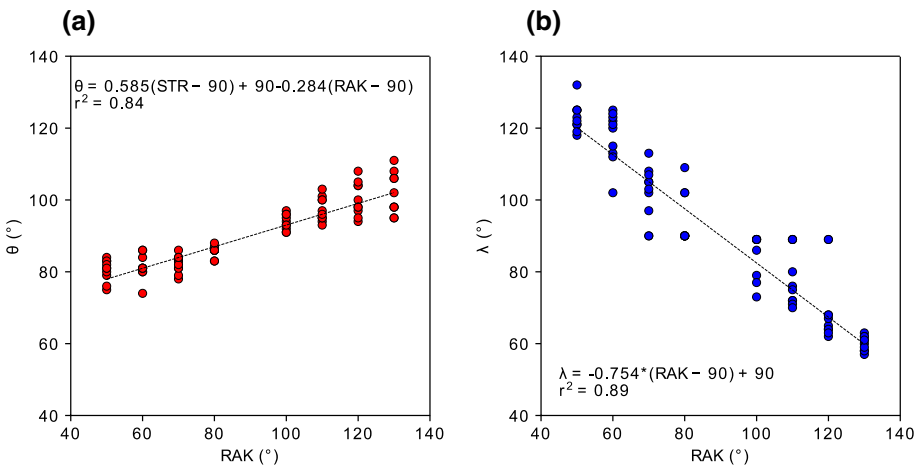 (a)
θ = 0.585(STR− 90) + 90-0.284(RAK− 90)
r² = 0.84
140
120
100
80
60
40
θ (°)
40 60 80 100 120 140
RAK (°)
(b)
140
120
100
80
60
40
λ (°)
λ = -0.754*(RAK− 90) + 90
r² = 0.89
40 60 80 100 120 140
RAK (°)